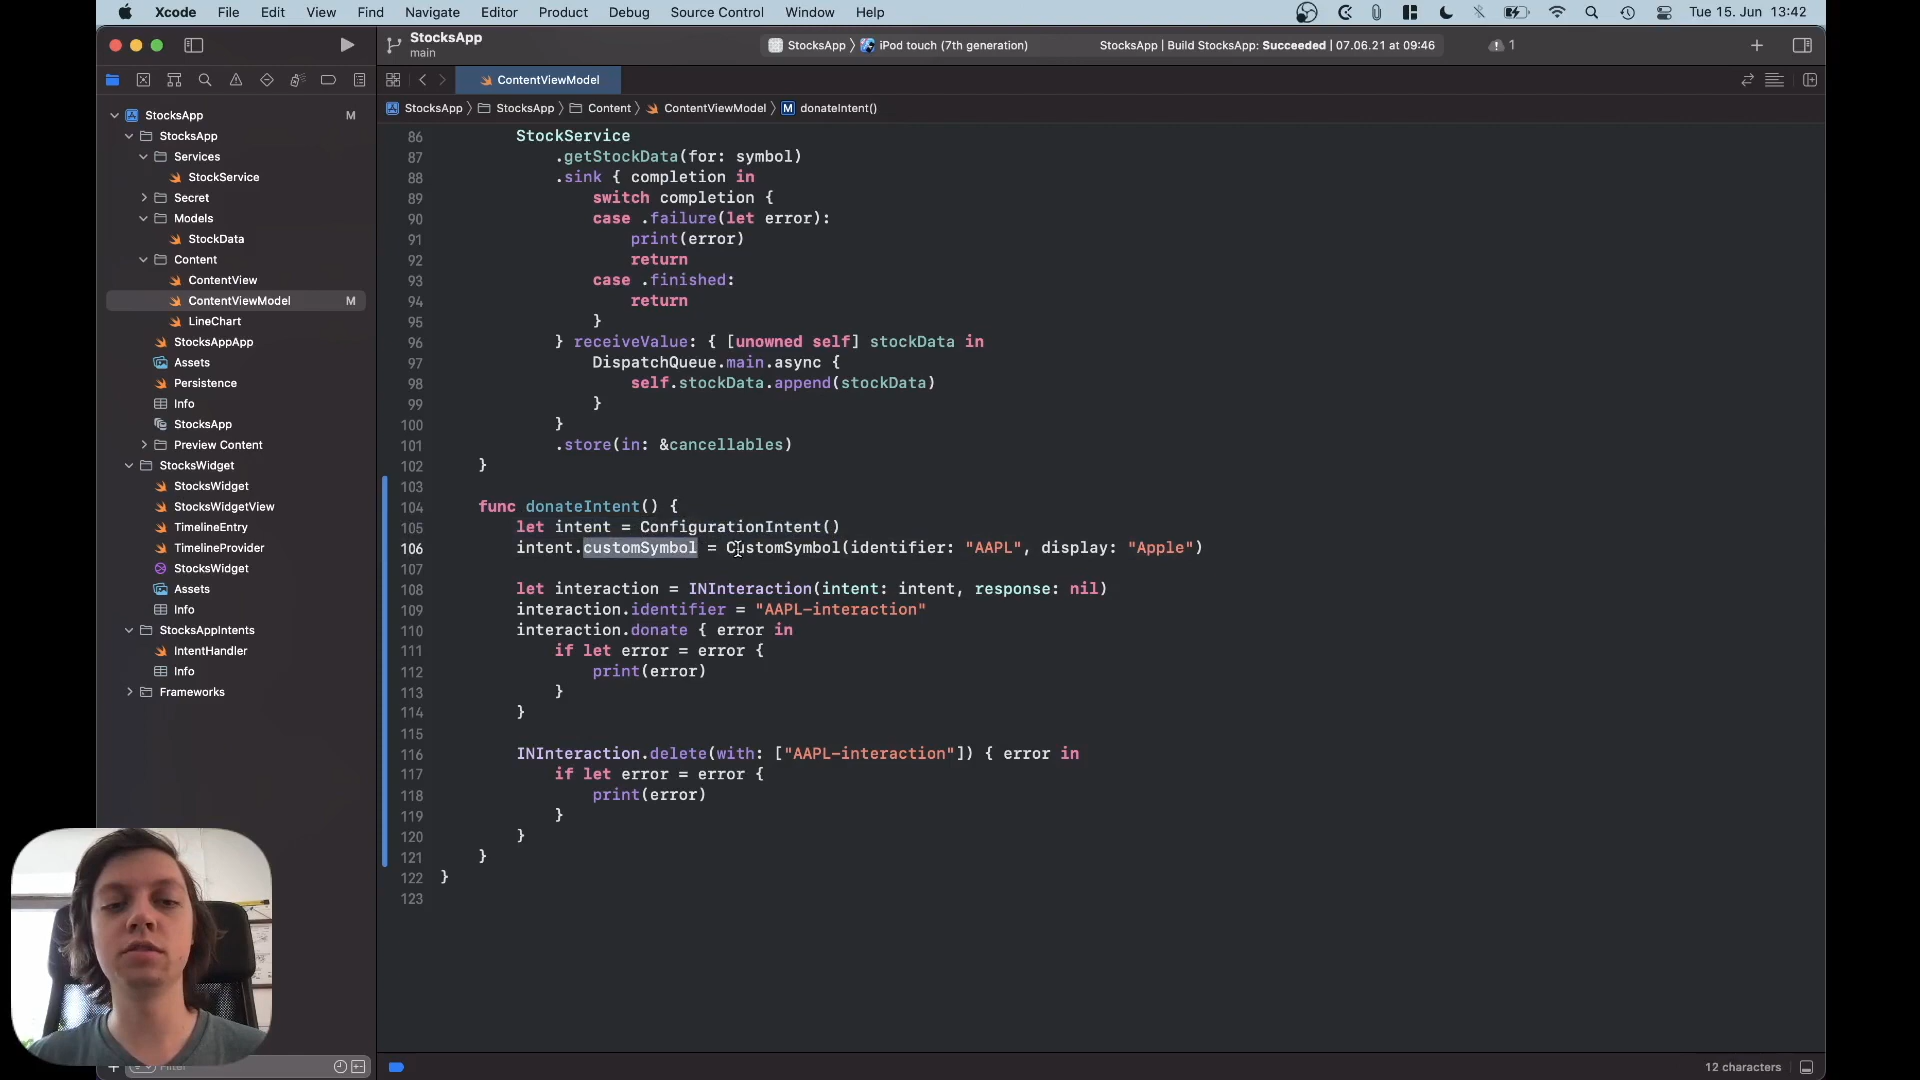 Xcode File Edit View Find Navigate Editor Product Debug Source Control Window Help Tue 15. Jun 13:42
StocksApp
main
StocksApp 〉 iPod touch (7th generation)
StocksApp | Build StocksApp: Succeeded | 07.06.21 at 09:46
1
ContentViewModel
StocksApp 〉 StocksApp 〉 Content 〉 ContentViewModel 〉 M donateIntent()
StocksApp M
StocksApp
Services
StockService
Secret
Models
StockData
Content
ContentView
ContentViewModel M
LineChart
StocksAppApp
Assets
Persistence
Info
StocksApp
Preview Content
StocksWidget
StocksWidget
StocksWidgetView
TimelineEntry
TimelineProvider
StocksWidget
Assets
Info
StocksAppIntents
IntentHandler
Info
Frameworks
Filter
86 StockService
87 .getStockData(for: symbol)
88 .sink { completion in
89 switch completion {
90 case .failure(let error):
91 print(error)
92 return
93 case .finished:
94 return
95 }
96 } receiveValue: { [unowned self] stockData in
97 DispatchQueue.main.async {
98 self.stockData.append(stockData)
99 }
100 }
101 .store(in: &cancellables)
102 }
103
104 func donateIntent() {
105 let intent = ConfigurationIntent()
106 intent.customSymbol = CustomSymbol(identifier: "AAPL", display: "Apple")
107
108 let interaction = INInteraction(intent: intent, response: nil)
109 interaction.identifier = "AAPL-interaction"
110 interaction.donate { error in
111 if let error = error {
112 print(error)
113 }
114 }
115
116 INInteraction.delete(with: ["AAPL-interaction"]) { error in
117 if let error = error {
118 print(error)
119 }
120 }
121 }
122 }
123
12 characters